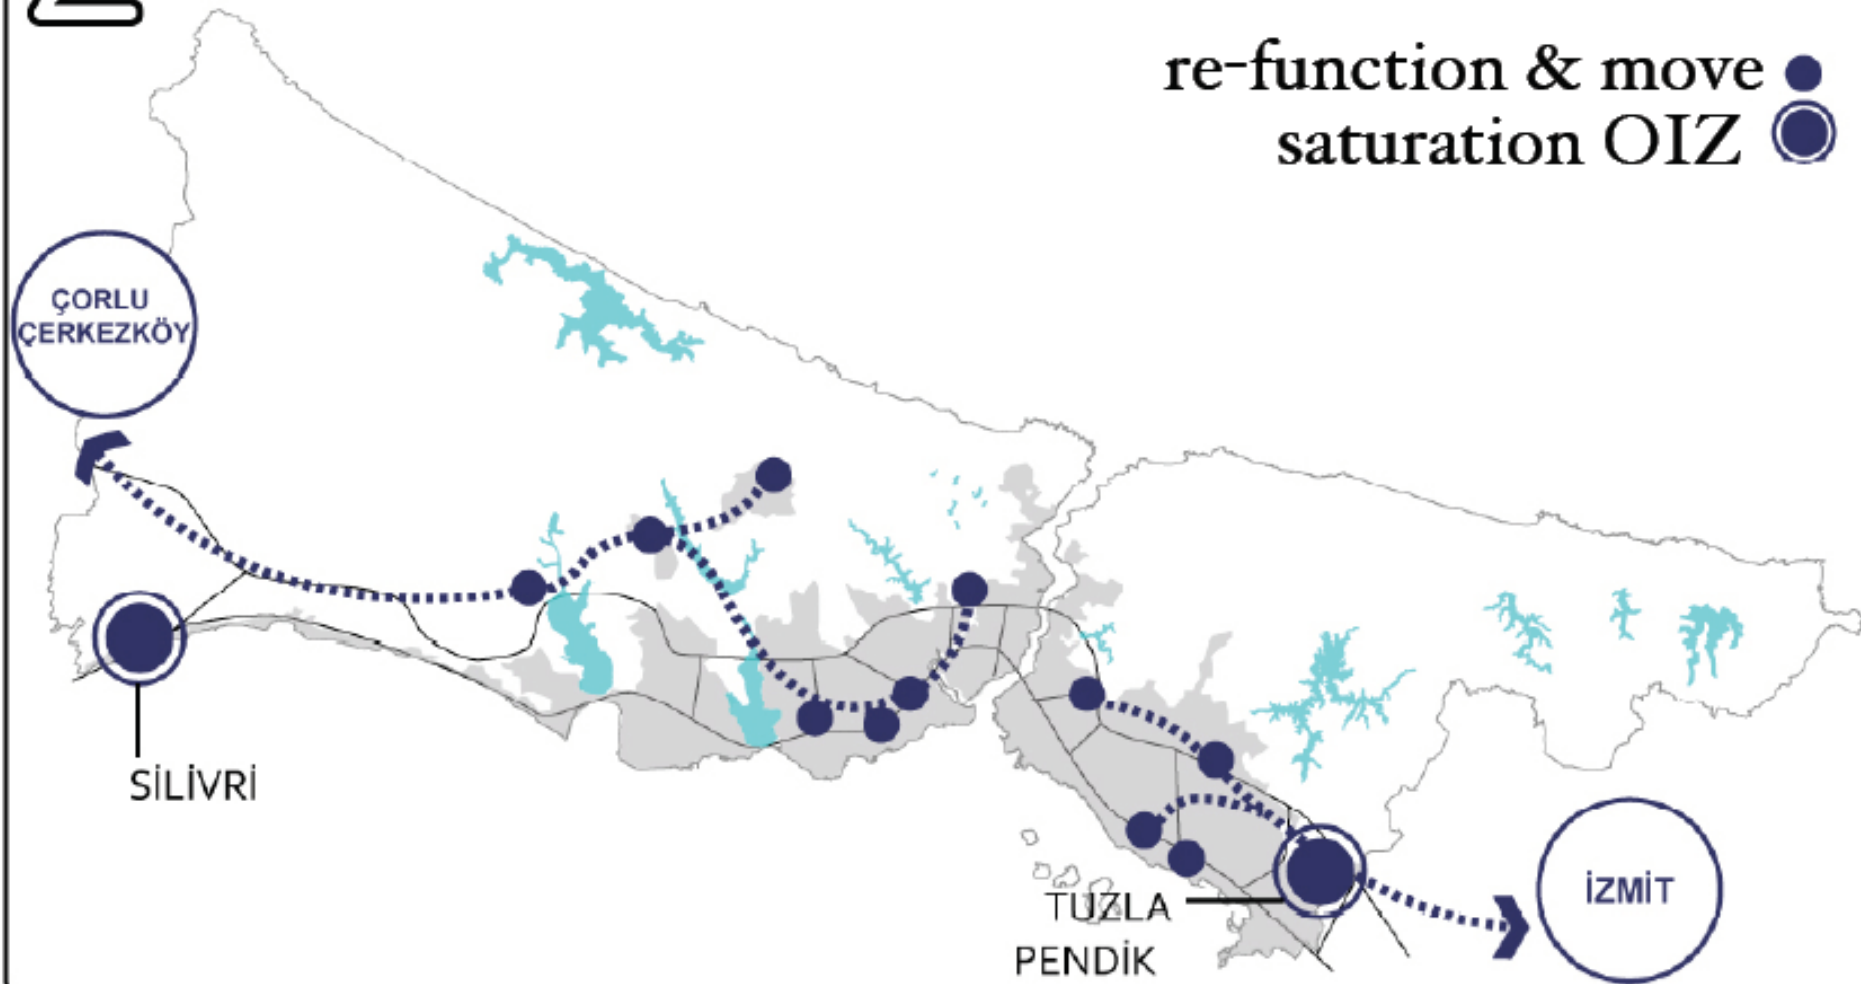 re-function & move
saturation OIZ
ÇORLU
ÇERKEZKÖY
SİLİVRİ
TUZLA
PENDİK
İZMİT